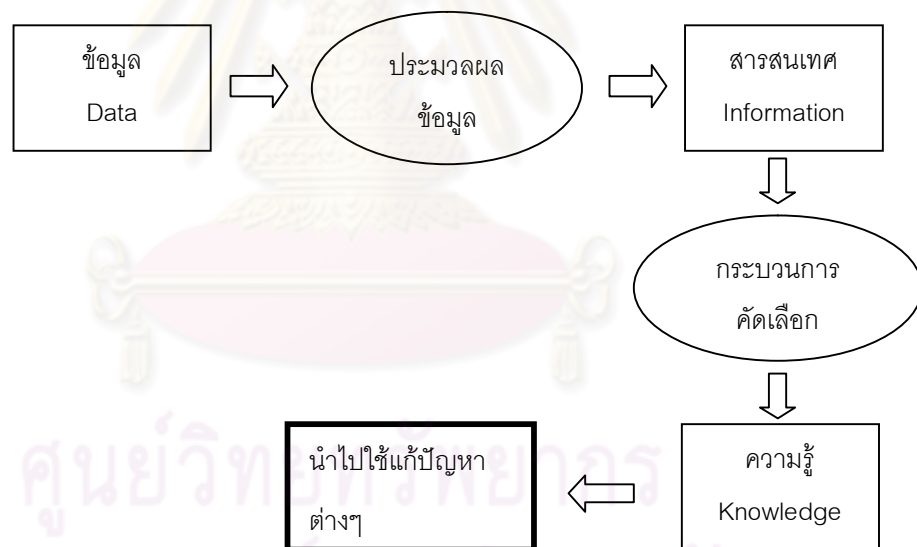 ข้อมูล
Data
ประมวลผล
ข้อมูล
สารสนเทศ
Information
กระบวนการ
คัดเลือก
ความรู้
Knowledge
นำไปใช้แก้ปัญหา
ต่างๆ
ศูนย์วิทยทรัพยากร